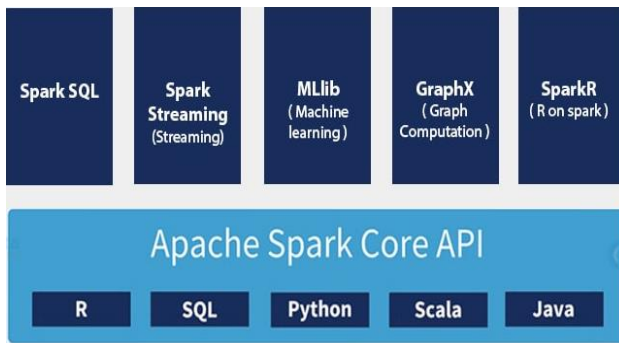 Spark SQL
Spark
Streaming
(Streaming)
MLlib
( Machine
learning )
GraphX
( Graph
Computation )
SparkR
( R on spark )
Apache Spark Core API
R
SQL
Python
Scala
Java